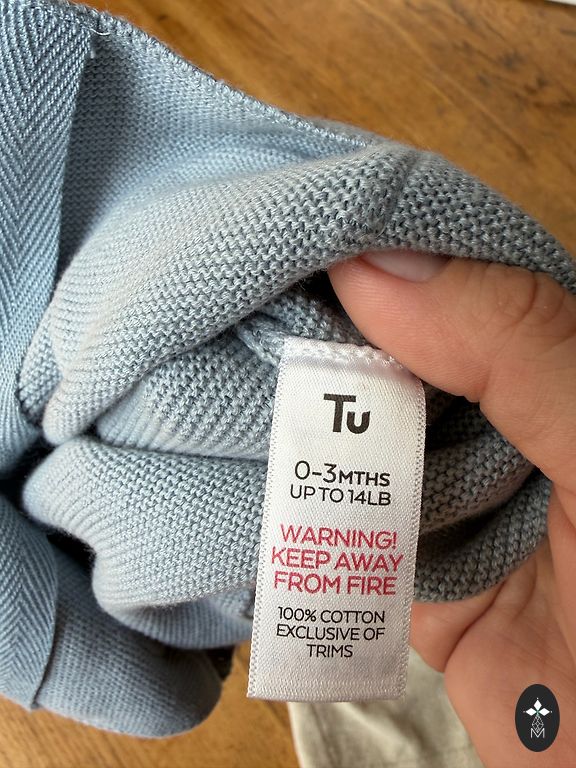 Tu
0-3MTHS
UP TO 14LB
WARNING!
KEEP AWAY
FROM FIRE
100% COTTON
EXCLUSIVE OF
TRIMS
M